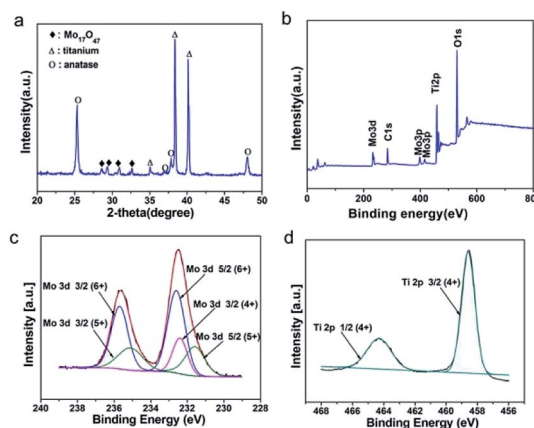 a
♦ : Mo17O47
Δ : titanium
O : anatase
O
♦ ♦ ♦ ♦
Δ
O
O
Δ
Δ
O
Intensity(a.u.)
20 25 30 35 40 45 50
2-theta(degree)
b
Mo3d
C1s
Mo3p
Mo3p
Ti2p
O1s
Intensity(a.u.)
0 200 400 600 80
Binding energy(eV)
c
Mo 3d 3/2 (6+)
Mo 3d 5/2 (6+)
Mo 3d 3/2 (4+)
Mo 3d 3/2 (5+)
Mo 3d 5/2 (5+)
Intensity [a.u.]
240 238 236 234 232 230 228
Binding energy (eV)
d
Ti 2p 3/2 (4+)
Ti 2p 1/2 (4+)
Intensity [a.u.]
468 466 464 462 460 458 456
Binding energy (eV)